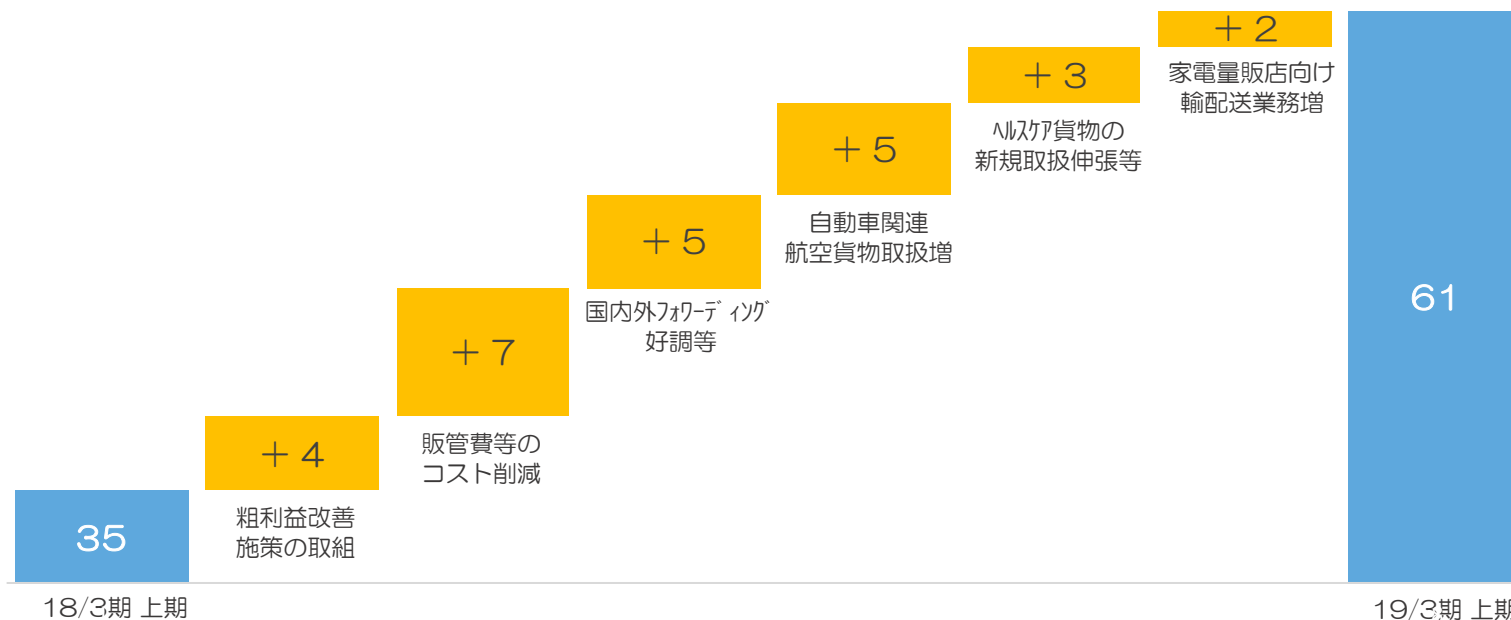 35
18/3期 上期
＋４
粗利益改善
施策の取組
＋７
販管費等の
コスト削減
＋５
国内外ﾌｫﾜｰﾃﾞｨﾝｸﾞ
好調等
＋５
自動車関連
航空貨物取扱増
＋３
ﾍﾙｽｹｱ貨物の
新規取扱伸張等
＋２
家電量販店向け
輸配送業務増
61
19/3期 上期